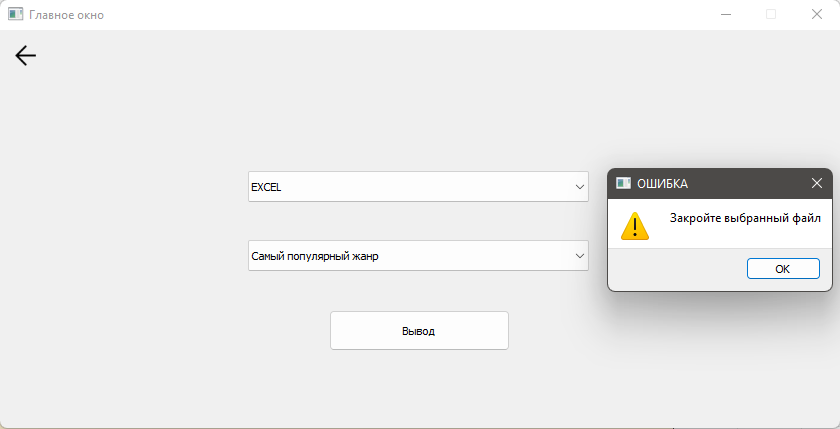 Главное окно
EXCEL
ОШИБКА
Закройте выбранный файл
OK
Самый популярный жанр
Вывод